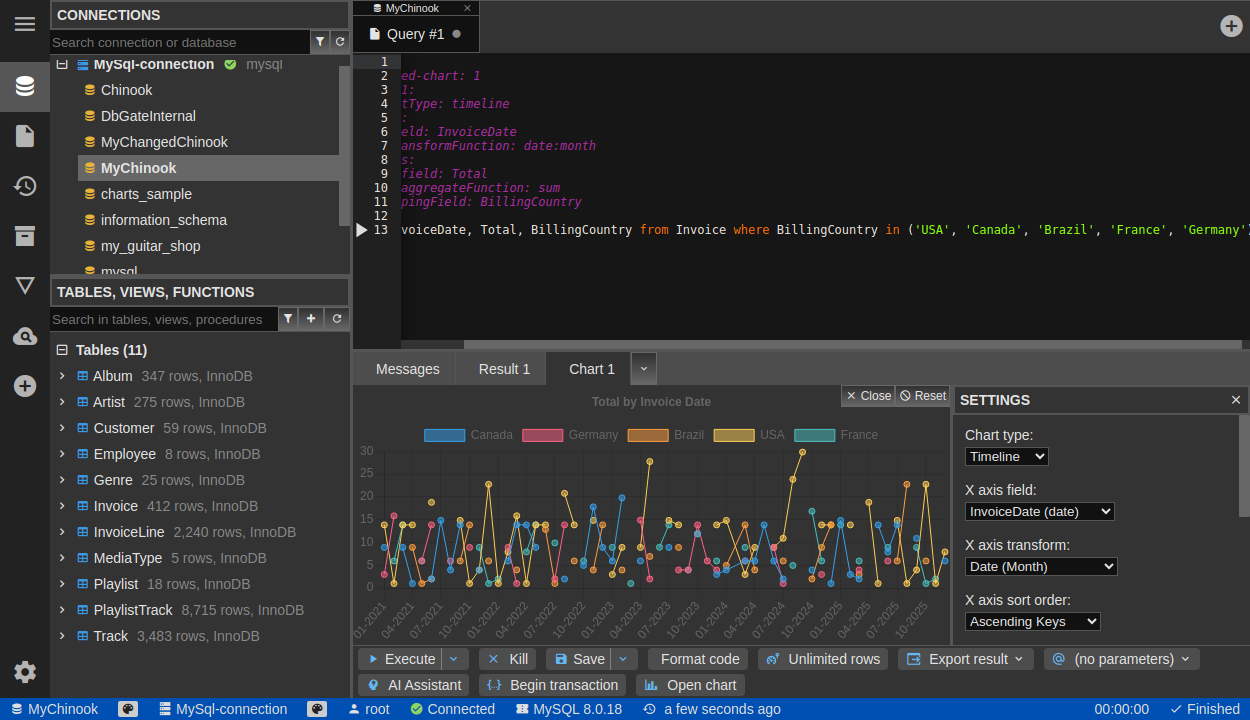 CONNECTIONS
Search connection or database
MySql-connection mysql
Chinook
DbGateInternal
MyChangedChinook
MyChinook
charts_sample
information_schema
my_guitar_shop
mysql
TABLES, VIEWS, FUNCTIONS
Search in tables, views, procedures
Tables (11)
Album 347 rows, InnoDB
Artist 275 rows, InnoDB
Customer 59 rows, InnoDB
Employee 8 rows, InnoDB
Genre 25 rows, InnoDB
Invoice 412 rows, InnoDB
InvoiceLine 2,240 rows, InnoDB
MediaType 5 rows, InnoDB
Playlist 18 rows, InnoDB
PlaylistTrack 8,715 rows, InnoDB
Track 3,483 rows, InnoDB
MyChinook
Query #1
1
2 ed-chart: 1
3 1:
4 tType: timeline
5 :
6 eld: InvoiceDate
7 ansformFunction: date:month
8 s:
9 field: Total
10 aggregateFunction: sum
11 pingField: BillingCountry
12
13 voiceDate, Total, BillingCountry from Invoice where BillingCountry in ('USA', 'Canada', 'Brazil', 'France', 'Germany')
Messages Result 1 Chart 1
Close Reset
Total by Invoice Date
Canada Germany Brazil USA France
30
25
20
15
10
5
0
01-2021 04-2021 07-2021 10-2021 01-2022 04-2022 07-2022 10-2022 01-2023 04-2023 07-2023 10-2023 01-2024 04-2024 07-2024 10-2024 01-2025 04-2025 07-2025 10-2025
SETTINGS
Chart type:
Timeline
X axis field:
InvoiceDate (date)
X axis transform:
Date (Month)
X axis sort order:
Ascending Keys
Execute Kill Save Format code Unlimited rows Export result (no parameters)
AI Assistant Begin transaction Open chart
MyChinook MySql-connection root Connected MySQL 8.0.18 a few seconds ago 00:00:00 Finished